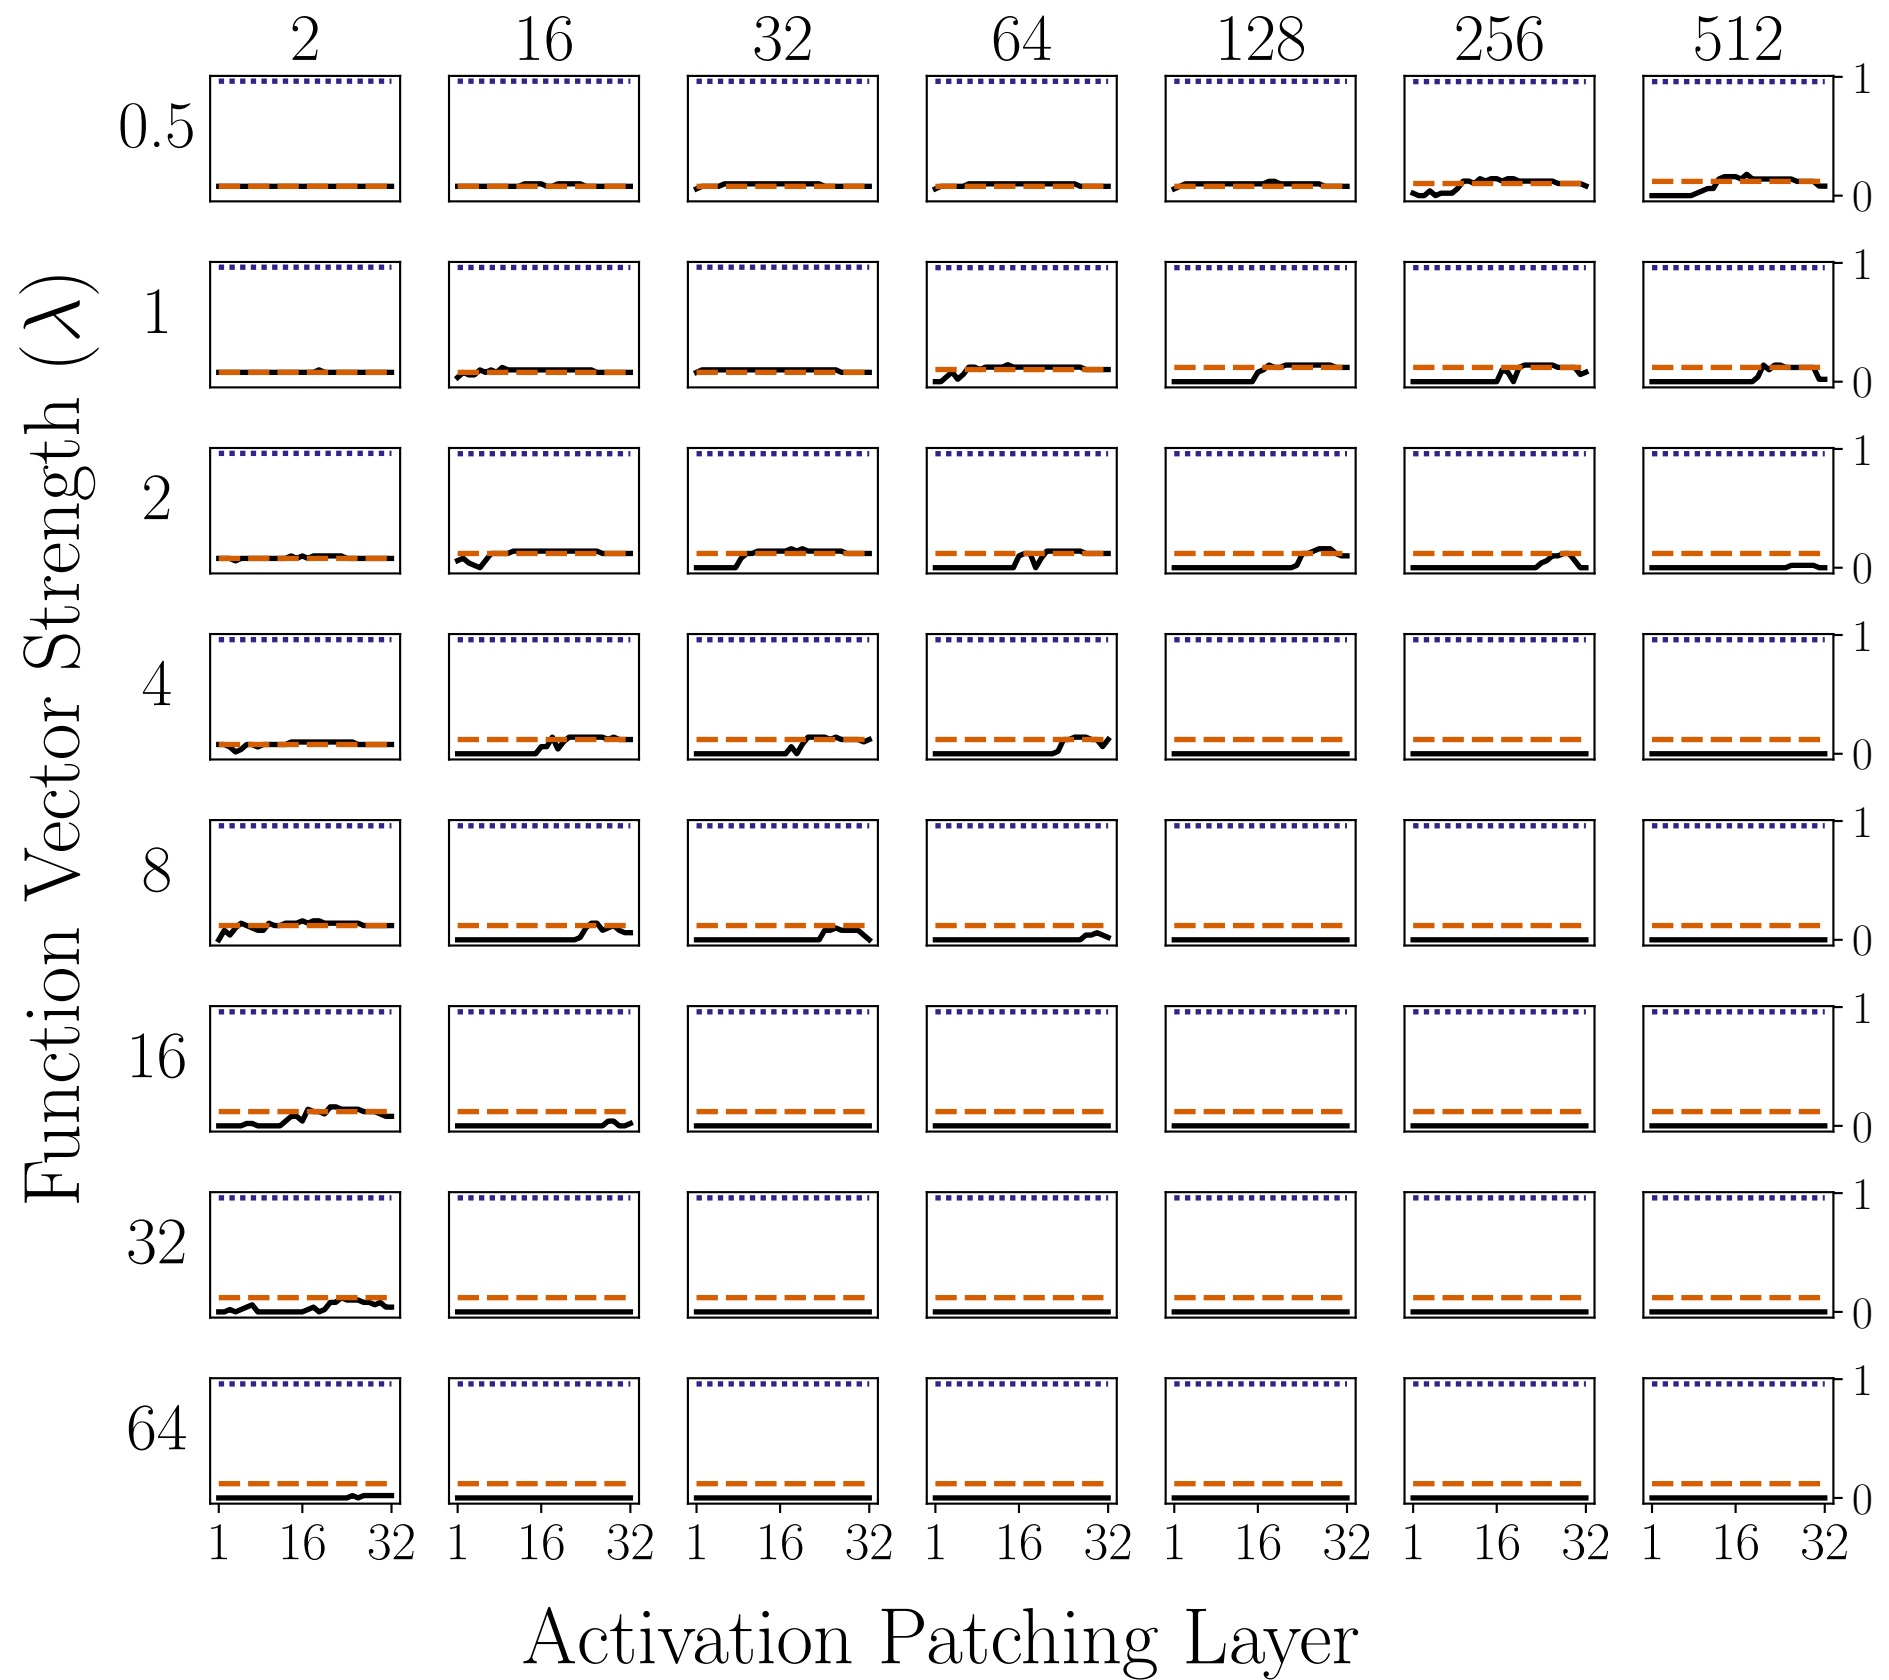 2 16 32 64 128 256 512
Function Vector Strength (λ)
0.5 1 0
1 1 0
2 1 0
4 1 0
8 1 0
16 1 0
32 1 0
64 1 0
1 16 32 1 16 32 1 16 32 1 16 32 1 16 32 1 16 32 1 16 32
Activation Patching Layer